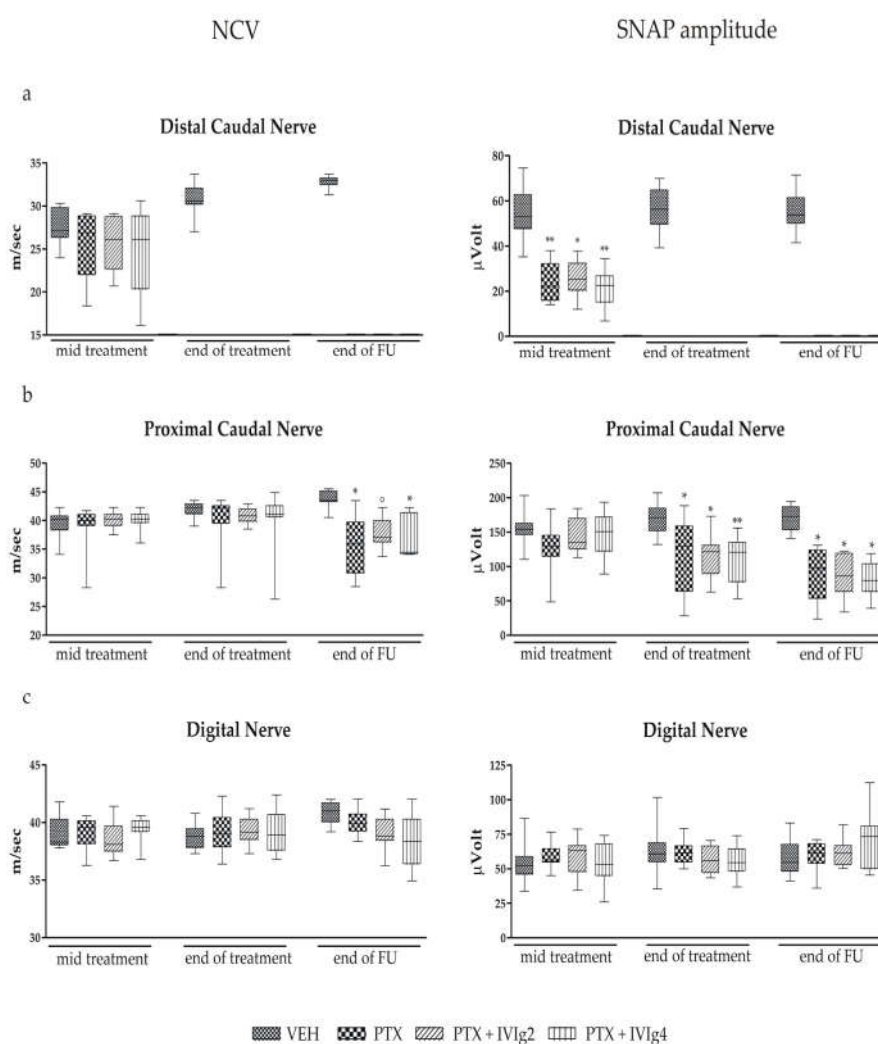 NCV SNAP amplitude
a
Distal Caudal Nerve
m/sec
35
30
25
20
15
mid treatment end of treatment end of FU
Distal Caudal Nerve
µVolt
80
60
40
20
0
** * **
mid treatment end of treatment end of FU
b
Proximal Caudal Nerve
m/sec
50
45
40
35
30
25
20
* ° *
mid treatment end of treatment end of FU
Proximal Caudal Nerve
µVolt
250
200
150
100
50
0
* * ** * * *
mid treatment end of treatment end of FU
c
Digital Nerve
m/sec
45
40
35
30
mid treatment end of treatment end of FU
Digital Nerve
µVolt
125
100
75
50
25
0
mid treatment end of treatment end of FU
VEH PTX PTX + IVIg2 PTX + IVIg4